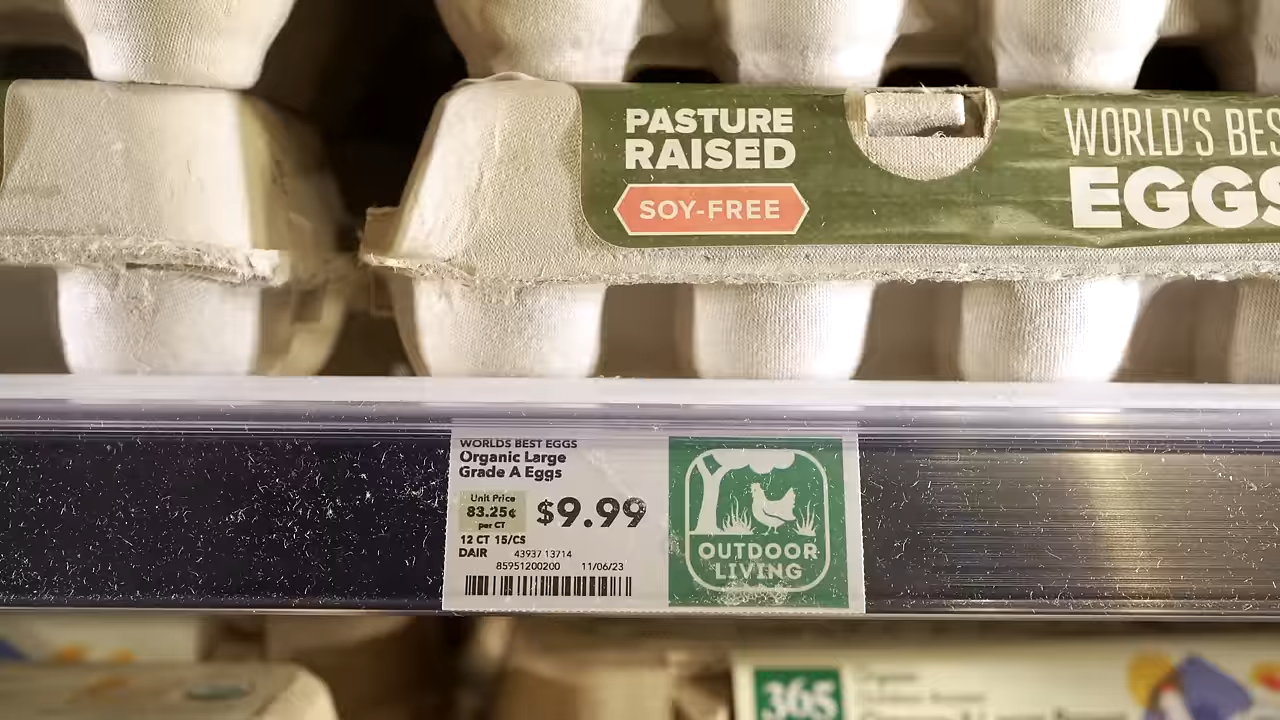 PASTURE
RAISED
SOY-FREE
WORLD'S BES
EGGS
WORLDS BEST EGGS
Organic Large
Grade A Eggs
Unit Price
83.25¢
per CT
$9.99
12 CT 15/CS
DAIR 43937 13714
85951200200 11/06/23
OUTDOOR
LIVING
365
Organic